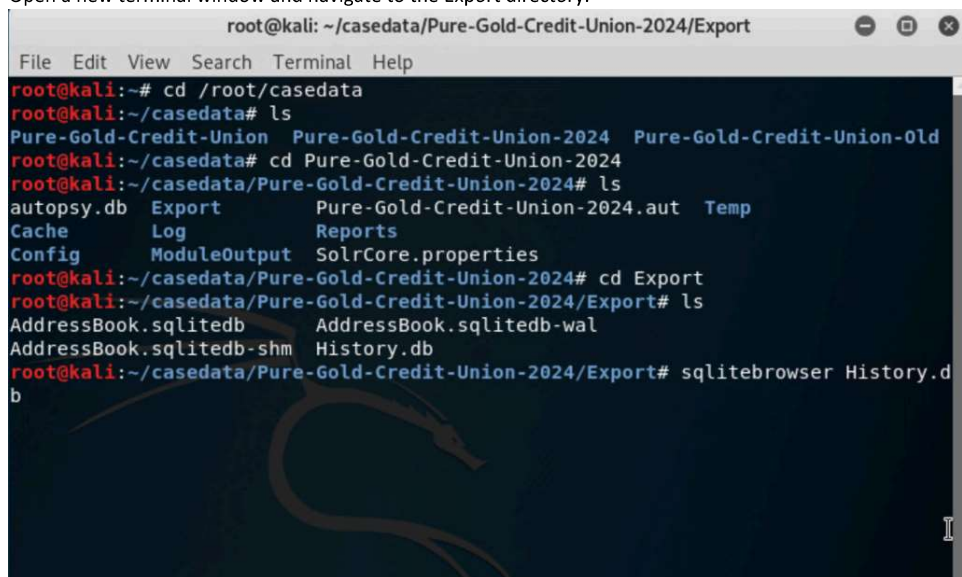 Open a new terminal window and navigate to the Export directory.
root@kali: ~/casedata/Pure-Gold-Credit-Union-2024/Export
File Edit View Search Terminal Help
root@kali:~# cd /root/casedata
root@kali:~/casedata# ls
Pure-Gold-Credit-Union Pure-Gold-Credit-Union-2024 Pure-Gold-Credit-Union-Old
root@kali:~/casedata# cd Pure-Gold-Credit-Union-2024
root@kali:~/casedata/Pure-Gold-Credit-Union-2024# ls
autopsy.db Export Pure-Gold-Credit-Union-2024.aut Temp
Cache Log Reports
Config ModuleOutput SolrCore.properties
root@kali:~/casedata/Pure-Gold-Credit-Union-2024# cd Export
root@kali:~/casedata/Pure-Gold-Credit-Union-2024/Export# ls
AddressBook.sqlitedb AddressBook.sqlitedb-wal
AddressBook.sqlitedb-shm History.db
root@kali:~/casedata/Pure-Gold-Credit-Union-2024/Export# sqlitebrowser History.d
b